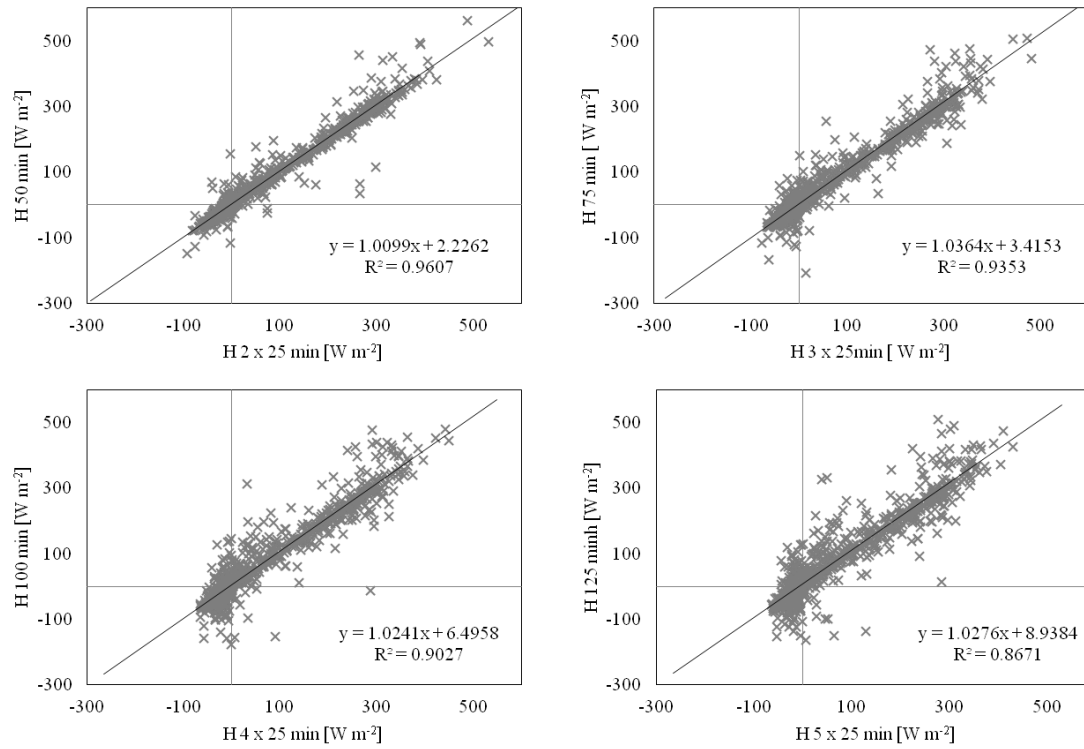 500
300
100
-100
-300
H 50 min [W m-2]
y = 1.0099x + 2.2262
R² = 0.9607
-300 -100 100 300 500
H 2 x 25 min [W m-2]
500
300
100
-100
-300
H 75 min [ W m-2]
y = 1.0364x + 3.4153
R² = 0.9353
-300 -100 100 300 500
H 3 x 25min [ W m-2]
500
300
100
-100
-300
H 100 min [W m-2]
y = 1.0241x + 6.4958
R² = 0.9027
-300 -100 100 300 500
H 4 x 25 min [W m-2]
500
300
100
-100
-300
H 125 minh [W m-2]
y = 1.0276x + 8.9384
R² = 0.8671
-300 -100 100 300 500
H 5 x 25 min [W m-2]